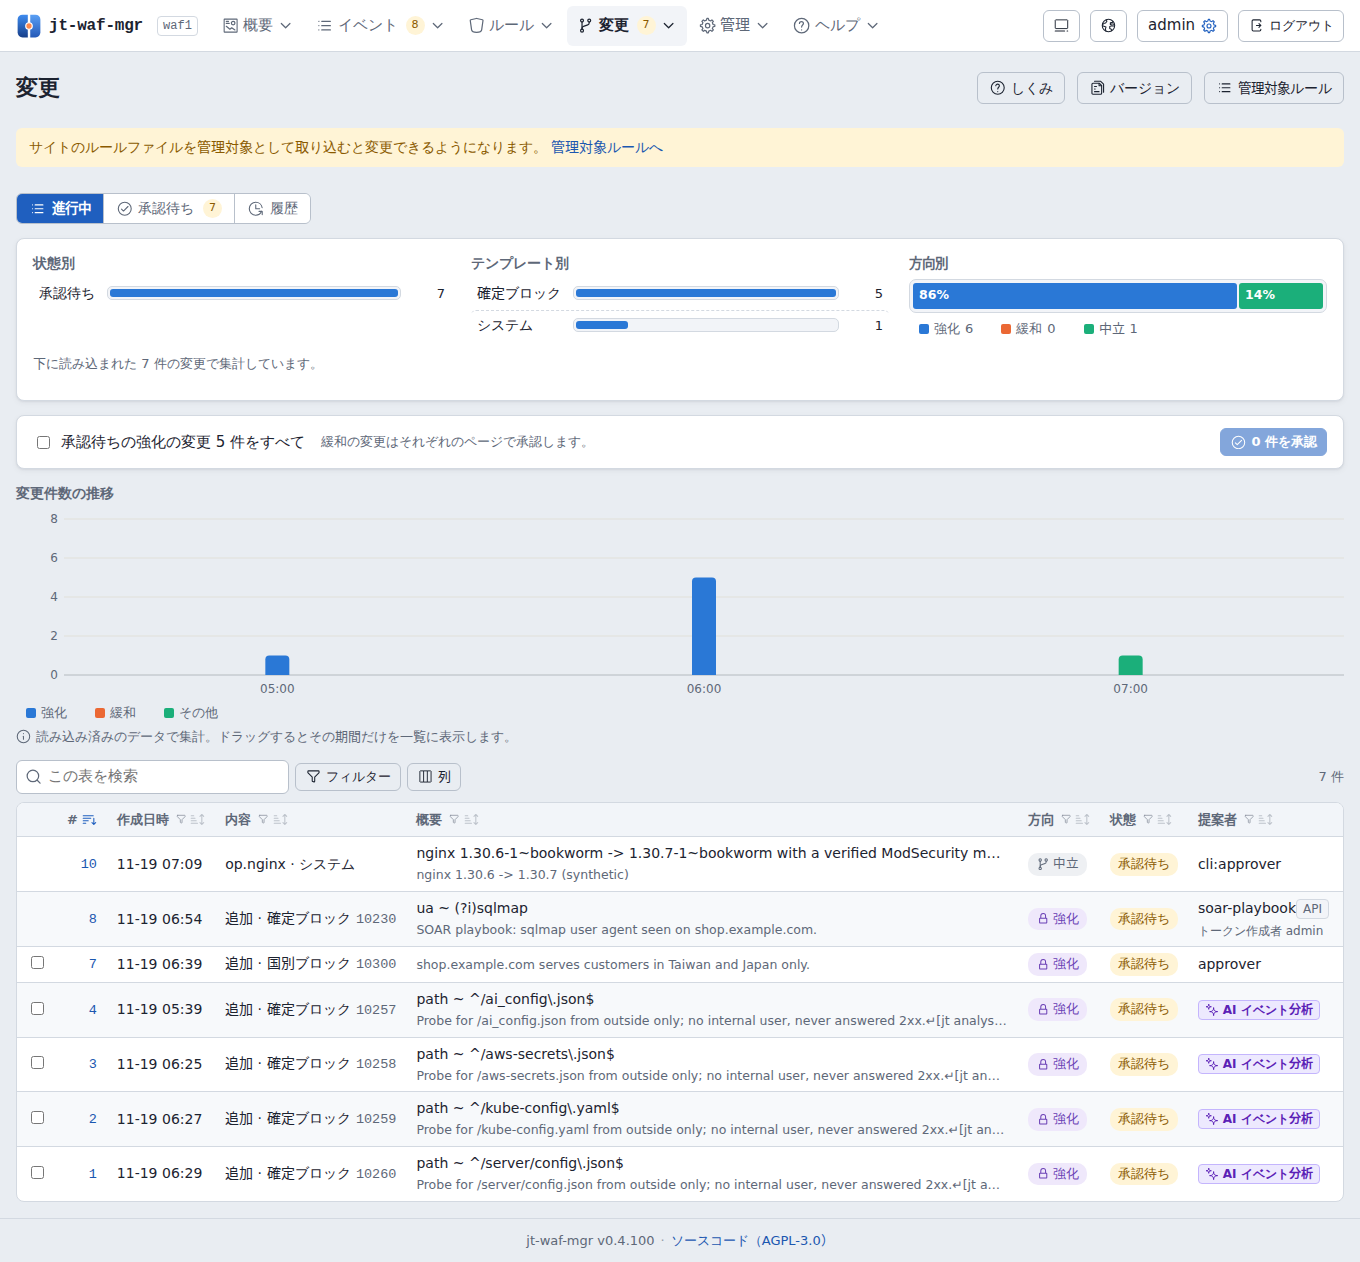 jt-waf-mgr waf1 概要 イベント 8 ルール 変更 7 管理 ヘルプ admin ログアウト
変更 しくみ バージョン 管理対象ルール
サイトのルールファイルを管理対象として取り込むと変更できるようになります。 管理対象ルールへ
進行中 承認待ち 7 履歴
状態別 テンプレート別 方向別
承認待ち 7 確定ブロック 5 86% 14%
システム 1 強化 6 緩和 0 中立 1
下に読み込まれた 7 件の変更で集計しています。
承認待ちの強化の変更 5 件をすべて 緩和の変更はそれぞれのページで承認します。 0 件を承認
変更件数の推移
8
6
4
2
0
05:00 06:00 07:00
強化 緩和 その他
読み込み済みのデータで集計。ドラッグするとその期間だけを一覧に表示します。
この表を検索 フィルター 列 7 件
# 作成日時 内容 概要 方向 状態 提案者
10 11-19 07:09 op.nginx · システム nginx 1.30.6-1~bookworm -> 1.30.7-1~bookworm with a verified ModSecurity m… 中立 承認待ち cli:approver
nginx 1.30.6 -> 1.30.7 (synthetic)
8 11-19 06:54 追加 · 確定ブロック 10230 ua ~ (?i)sqlmap 強化 承認待ち soar-playbook API
SOAR playbook: sqlmap user agent seen on shop.example.com. トークン作成者 admin
7 11-19 06:39 追加 · 国別ブロック 10300 shop.example.com serves customers in Taiwan and Japan only. 強化 承認待ち approver
4 11-19 05:39 追加 · 確定ブロック 10257 path ~ ^/ai_config\.json$ 強化 承認待ち AI イベント分析
Probe for /ai_config.json from outside only; no internal user, never answered 2xx.↵[jt analys…
3 11-19 06:25 追加 · 確定ブロック 10258 path ~ ^/aws-secrets\.json$ 強化 承認待ち AI イベント分析
Probe for /aws-secrets.json from outside only; no internal user, never answered 2xx.↵[jt an…
2 11-19 06:27 追加 · 確定ブロック 10259 path ~ ^/kube-config\.yaml$ 強化 承認待ち AI イベント分析
Probe for /kube-config.yaml from outside only; no internal user, never answered 2xx.↵[jt an…
1 11-19 06:29 追加 · 確定ブロック 10260 path ~ ^/server/config\.json$ 強化 承認待ち AI イベント分析
Probe for /server/config.json from outside only; no internal user, never answered 2xx.↵[jt a…
jt-waf-mgr v0.4.100 · ソースコード（AGPL-3.0）